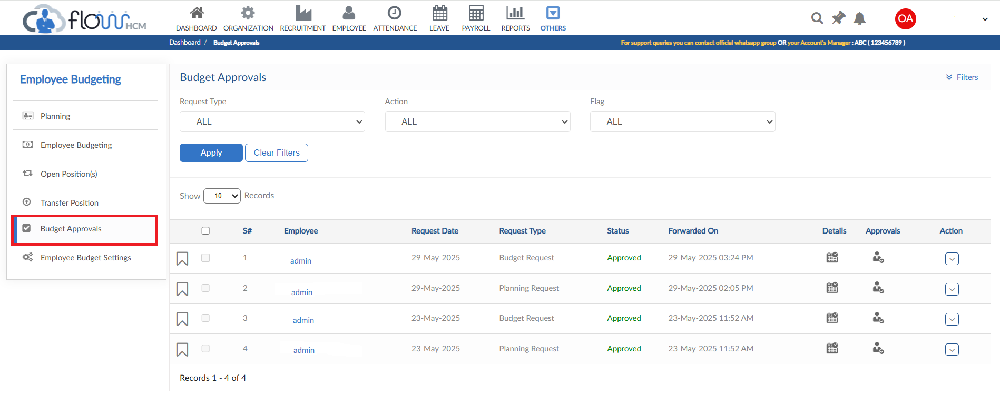 flowHCM
DASHBOARD ORGANIZATION RECRUITMENT EMPLOYEE ATTENDANCE LEAVE PAYROLL REPORTS OTHERS
OA
Dashboard / Budget Approvals
For support queries you can contact official whatsapp group OR your Account's Manager : ABC ( 123456789 )
Employee Budgeting
Planning
Employee Budgeting
Open Position(s)
Transfer Position
Budget Approvals
Employee Budget Settings
Budget Approvals
Filters
Request Type Action Flag
--ALL-- --ALL-- --ALL--
Apply Clear Filters
Show 10 Records
S# Employee Request Date Request Type Status Forwarded On Details Approvals Action
1 admin 29-May-2025 Budget Request Approved 29-May-2025 03:24 PM
2 admin 29-May-2025 Planning Request Approved 29-May-2025 02:05 PM
3 admin 23-May-2025 Budget Request Approved 23-May-2025 11:52 AM
4 admin 23-May-2025 Planning Request Approved 23-May-2025 11:52 AM
Records 1 - 4 of 4